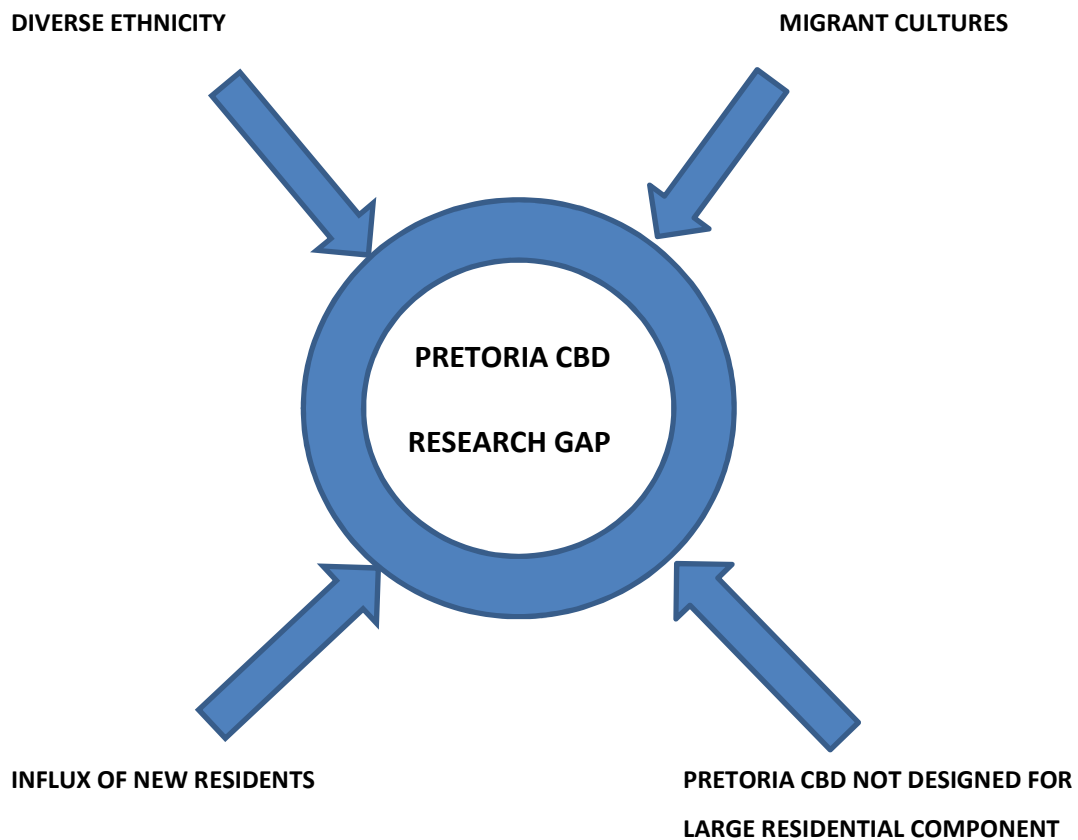 DIVERSE ETHNICITY
MIGRANT CULTURES
PRETORIA CBD
RESEARCH GAP
INFLUX OF NEW RESIDENTS
PRETORIA CBD NOT DESIGNED FOR
LARGE RESIDENTIAL COMPONENT